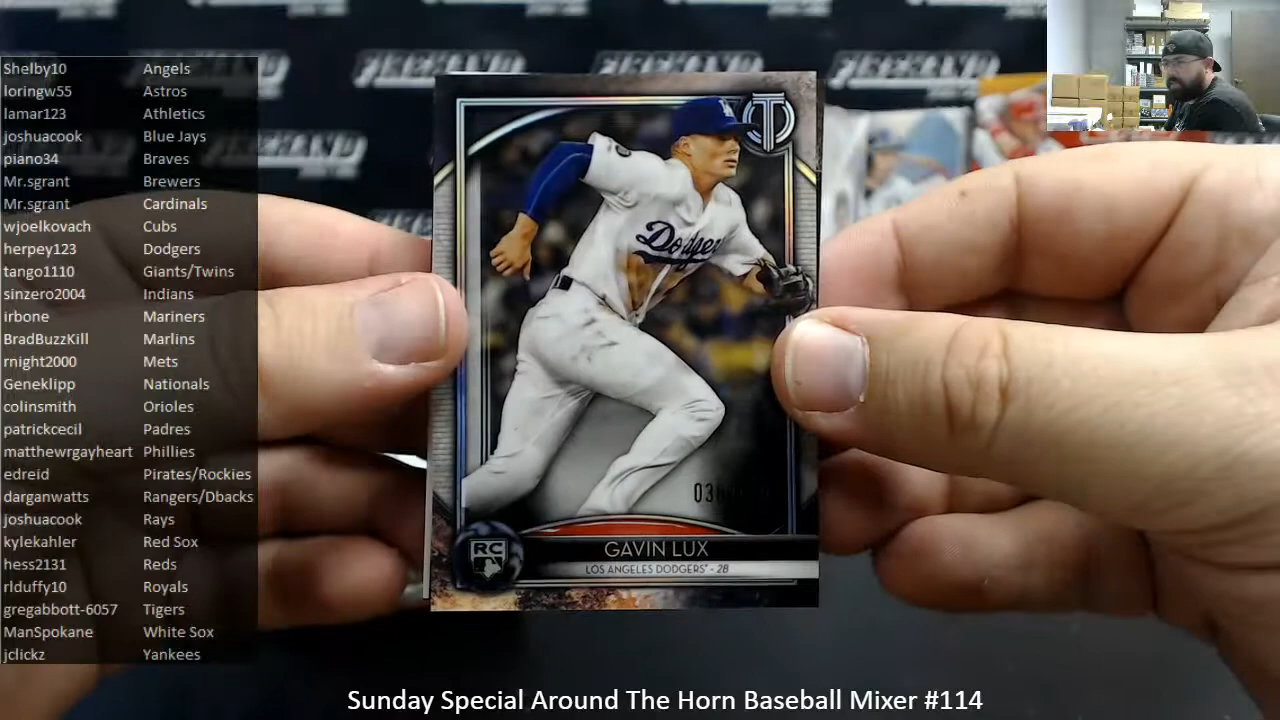 Shelby10 Angels
loringw55 Astros
lamar123 Athletics
joshuacook Blue Jays
piano34 Braves
Mr.sgrant Brewers
Mr.sgrant Cardinals
wjoelkovach Cubs
herpey123 Dodgers
tango1110 Giants/Twins
sinzero2004 Indians
irbone Mariners
BradBuzzKill Marlins
rnight2000 Mets
Geneklipp Nationals
colinsmith Orioles
patrickcecil Padres
matthewrgayheart Phillies
edreid Pirates/Rockies
darganwatts Rangers/Dbacks
joshuacook Rays
kylekahler Red Sox
hess2131 Reds
rlduffy10 Royals
gregabbott-6057 Tigers
ManSpokane White Sox
jclickz Yankees
FIREHAND FIREHAND FIREHAND
Dodgers
RC
GAVIN LUX
LOS ANGELES DODGERS® - 2B
Sunday Special Around The Horn Baseball Mixer #114